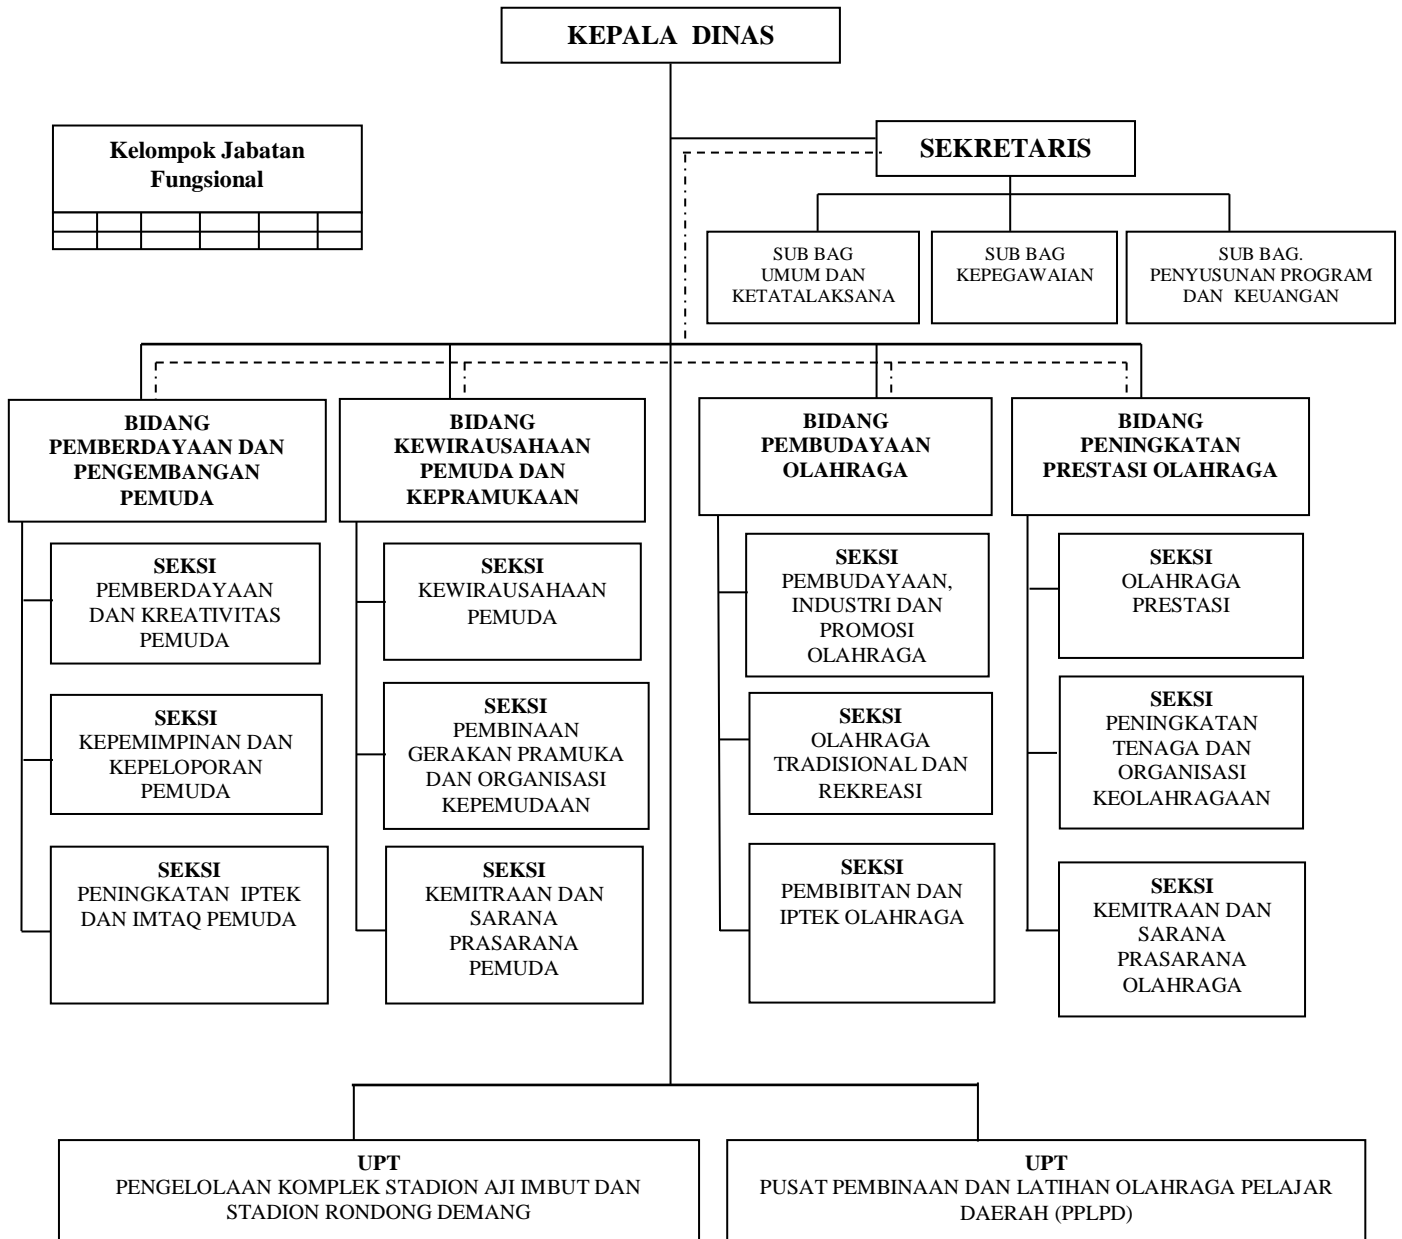 KEPALA DINAS
Kelompok Jabatan
Fungsional
SEKRETARIS
SUB BAG
UMUM DAN
KETATALAKSANA
SUB BAG
KEPEGAWAIAN
SUB BAG.
PENYUSUNAN PROGRAM
DAN KEUANGAN
BIDANG
PEMBERDAYAAN DAN
PENGEMBANGAN
PEMUDA
BIDANG
KEWIRAUSAHAAN
PEMUDA DAN
KEPRAMUKAAN
BIDANG
PEMBUDAYAAN
OLAHRAGA
BIDANG
PENINGKATAN
PRESTASI OLAHRAGA
SEKSI
PEMBERDAYAAN
DAN KREATIVITAS
PEMUDA
SEKSI
KEPEMIMPINAN DAN
KEPELOPORAN
PEMUDA
SEKSI
PENINGKATAN IPTEK
DAN IMTAQ PEMUDA
SEKSI
KEWIRAUSAHAAN
PEMUDA
SEKSI
PEMBINAAN
GERAKAN PRAMUKA
DAN ORGANISASI
KEPEMUDAAN
SEKSI
KEMITRAAN DAN
SARANA
PRASARANA
PEMUDA
SEKSI
PEMBUDAYAAN,
INDUSTRI DAN
PROMOSI
OLAHRAGA
SEKSI
OLAHRAGA
TRADISIONAL DAN
REKREASI
SEKSI
PEMBIBITAN DAN
IPTEK OLAHRAGA
SEKSI
OLAHRAGA
PRESTASI
SEKSI
PENINGKATAN
TENAGA DAN
ORGANISASI
KEOLAHRAGAAN
SEKSI
KEMITRAAN DAN
SARANA
PRASARANA
OLAHRAGA
UPT
PENGELOLAAN KOMPLEK STADION AJI IMBUT DAN
STADION RONDONG DEMANG
UPT
PUSAT PEMBINAAN DAN LATIHAN OLAHRAGA PELAJAR
DAERAH (PPLPD)